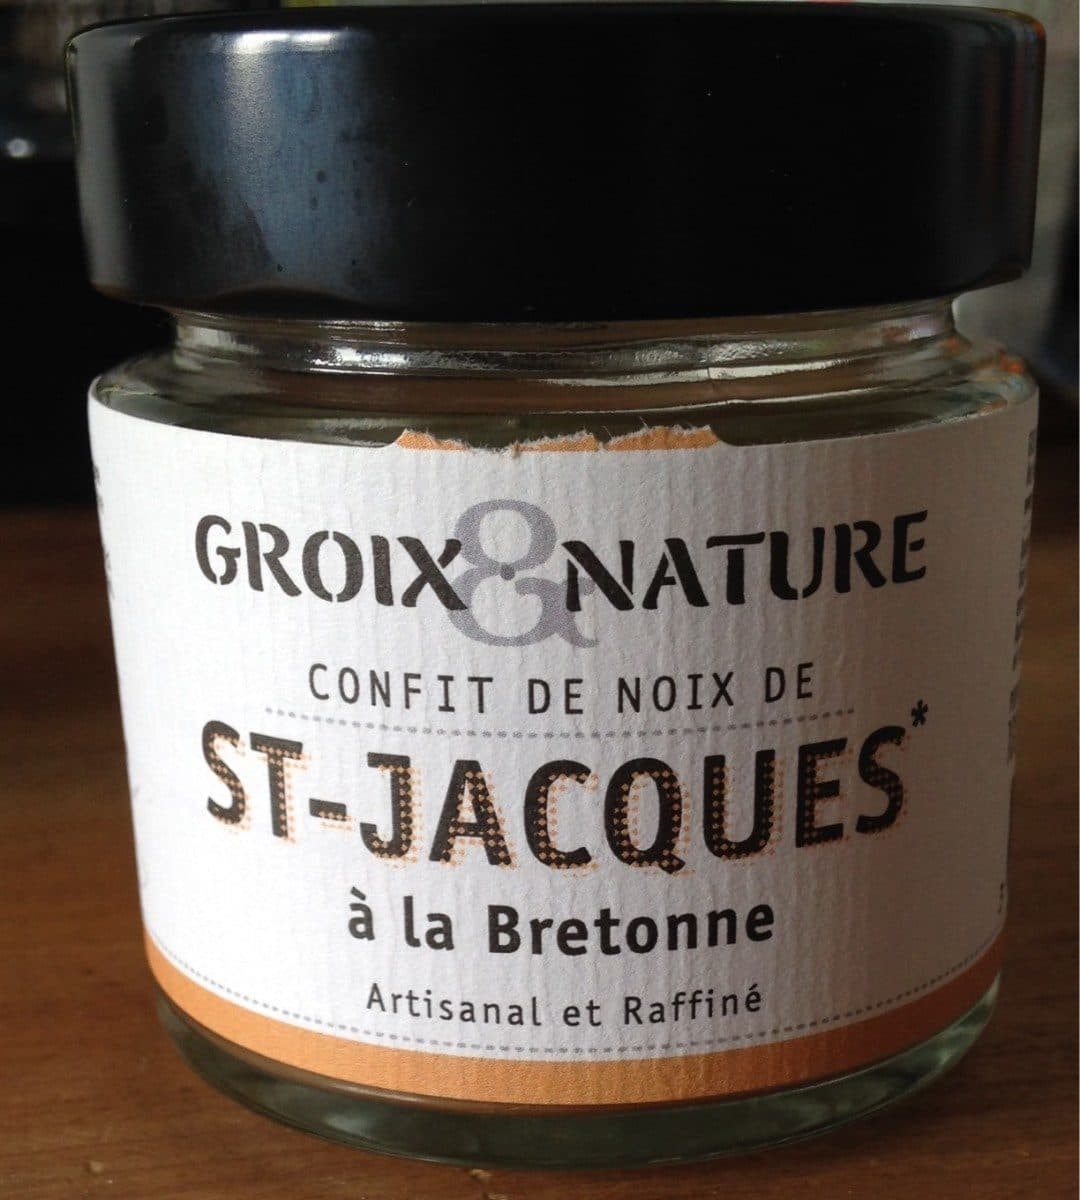 GROIX & NATURE
CONFIT DE NOIX DE
ST-JACQUES*
à la Bretonne
Artisanal et Raffiné